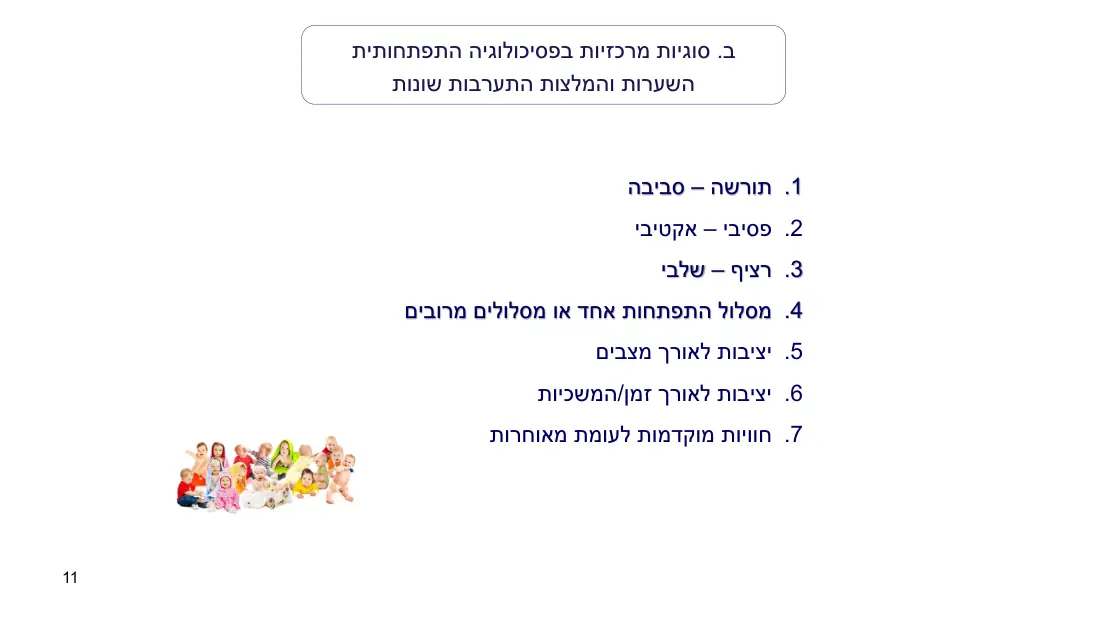 ב. סוגיות מרכזיות בפסיכולוגיה התפתחותית
השערות והמלצות התערבות שונות
1. תורשה – סביבה
2. פסיבי – אקטיבי
3. רציף – שלבי
4. מסלול התפתחות אחד או מסלולים מרובים
5. יציבות לאורך מצבים
6. יציבות לאורך זמן/המשכיות
7. חוויות מוקדמות לעומת מאוחרות
11